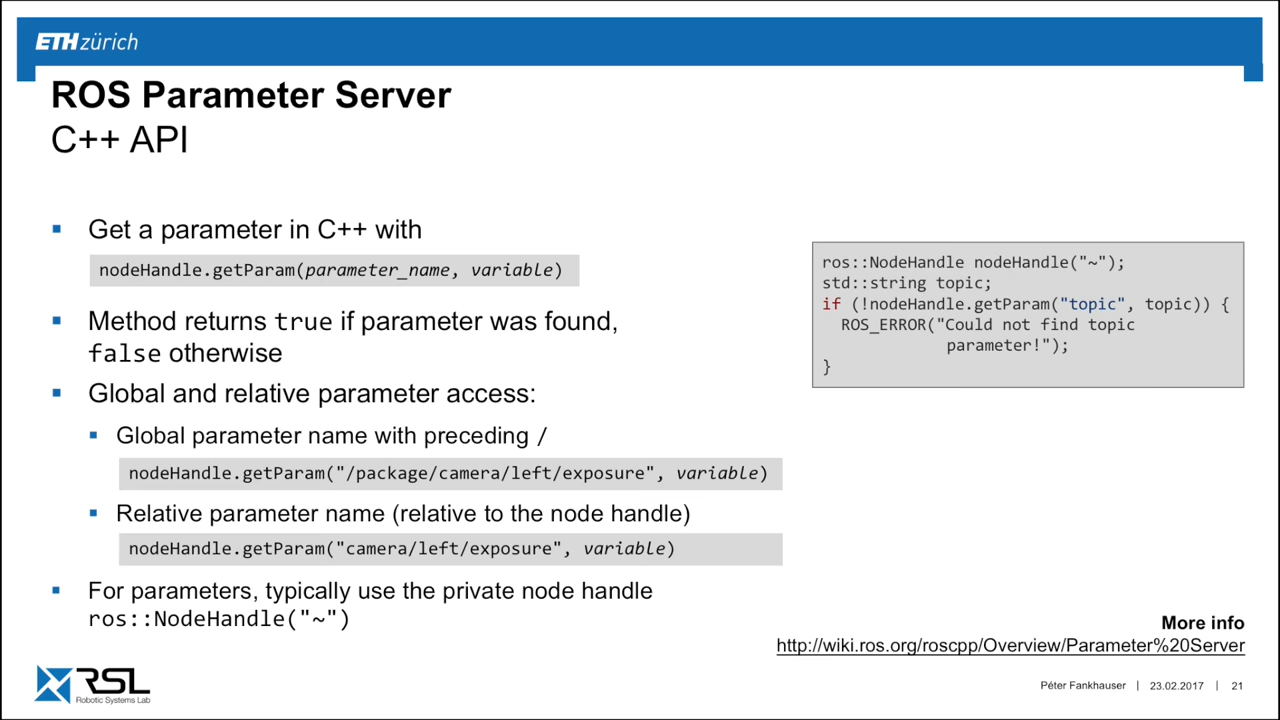 ETH zürich
ROS Parameter Server
C++ API
▪ Get a parameter in C++ with
nodeHandle.getParam(parameter_name, variable)
▪ Method returns true if parameter was found,
false otherwise
▪ Global and relative parameter access:
▪ Global parameter name with preceding /
nodeHandle.getParam("/package/camera/left/exposure", variable)
▪ Relative parameter name (relative to the node handle)
nodeHandle.getParam("camera/left/exposure", variable)
▪ For parameters, typically use the private node handle
ros::NodeHandle("~")
ros::NodeHandle nodeHandle("~");
std::string topic;
if (!nodeHandle.getParam("topic", topic)) {
ROS_ERROR("Could not find topic
parameter!");
}
More info
http://wiki.ros.org/roscpp/Overview/Parameter%20Server
RSL
Robotic Systems Lab
Péter Fankhauser | 23.02.2017 | 21